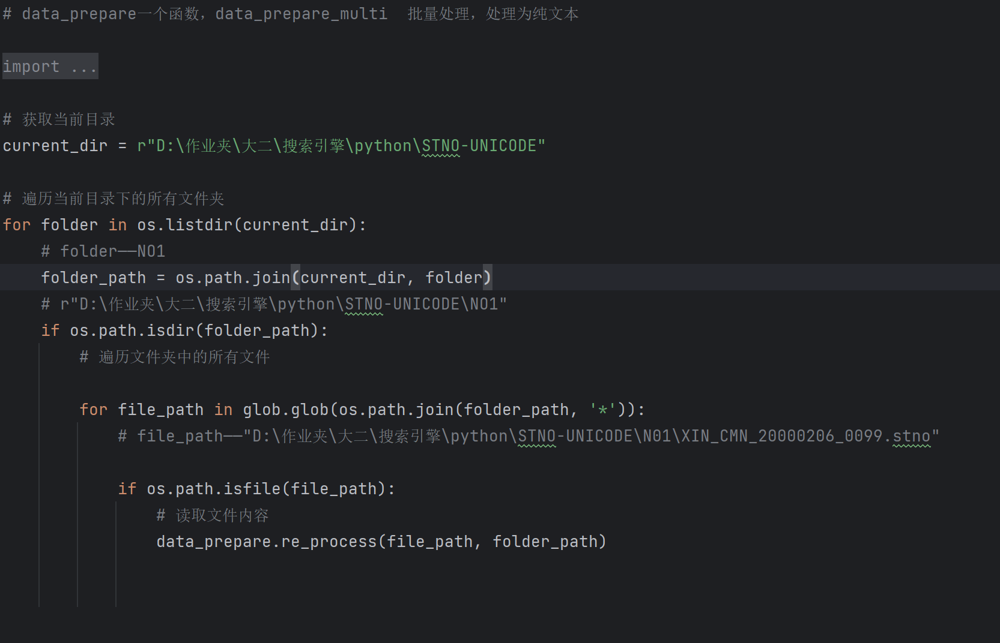 # data_prepare一个函数，data_prepare_multi  批量处理，处理为纯文本
import ...
# 获取当前目录
current_dir = r"D:\作业夹\大二\搜索引擎\python\STNO-UNICODE"
# 遍历当前目录下的所有文件夹
for folder in os.listdir(current_dir):
    # folder——NO1
    folder_path = os.path.join(current_dir, folder)
    # r"D:\作业夹\大二\搜索引擎\python\STNO-UNICODE\NO1"
    if os.path.isdir(folder_path):
        # 遍历文件夹中的所有文件
        for file_path in glob.glob(os.path.join(folder_path, '*')):
            # file_path——"D:\作业夹\大二\搜索引擎\python\STNO-UNICODE\N01\XIN_CMN_20000206_0099.stno"
            if os.path.isfile(file_path):
                # 读取文件内容
                data_prepare.re_process(file_path, folder_path)